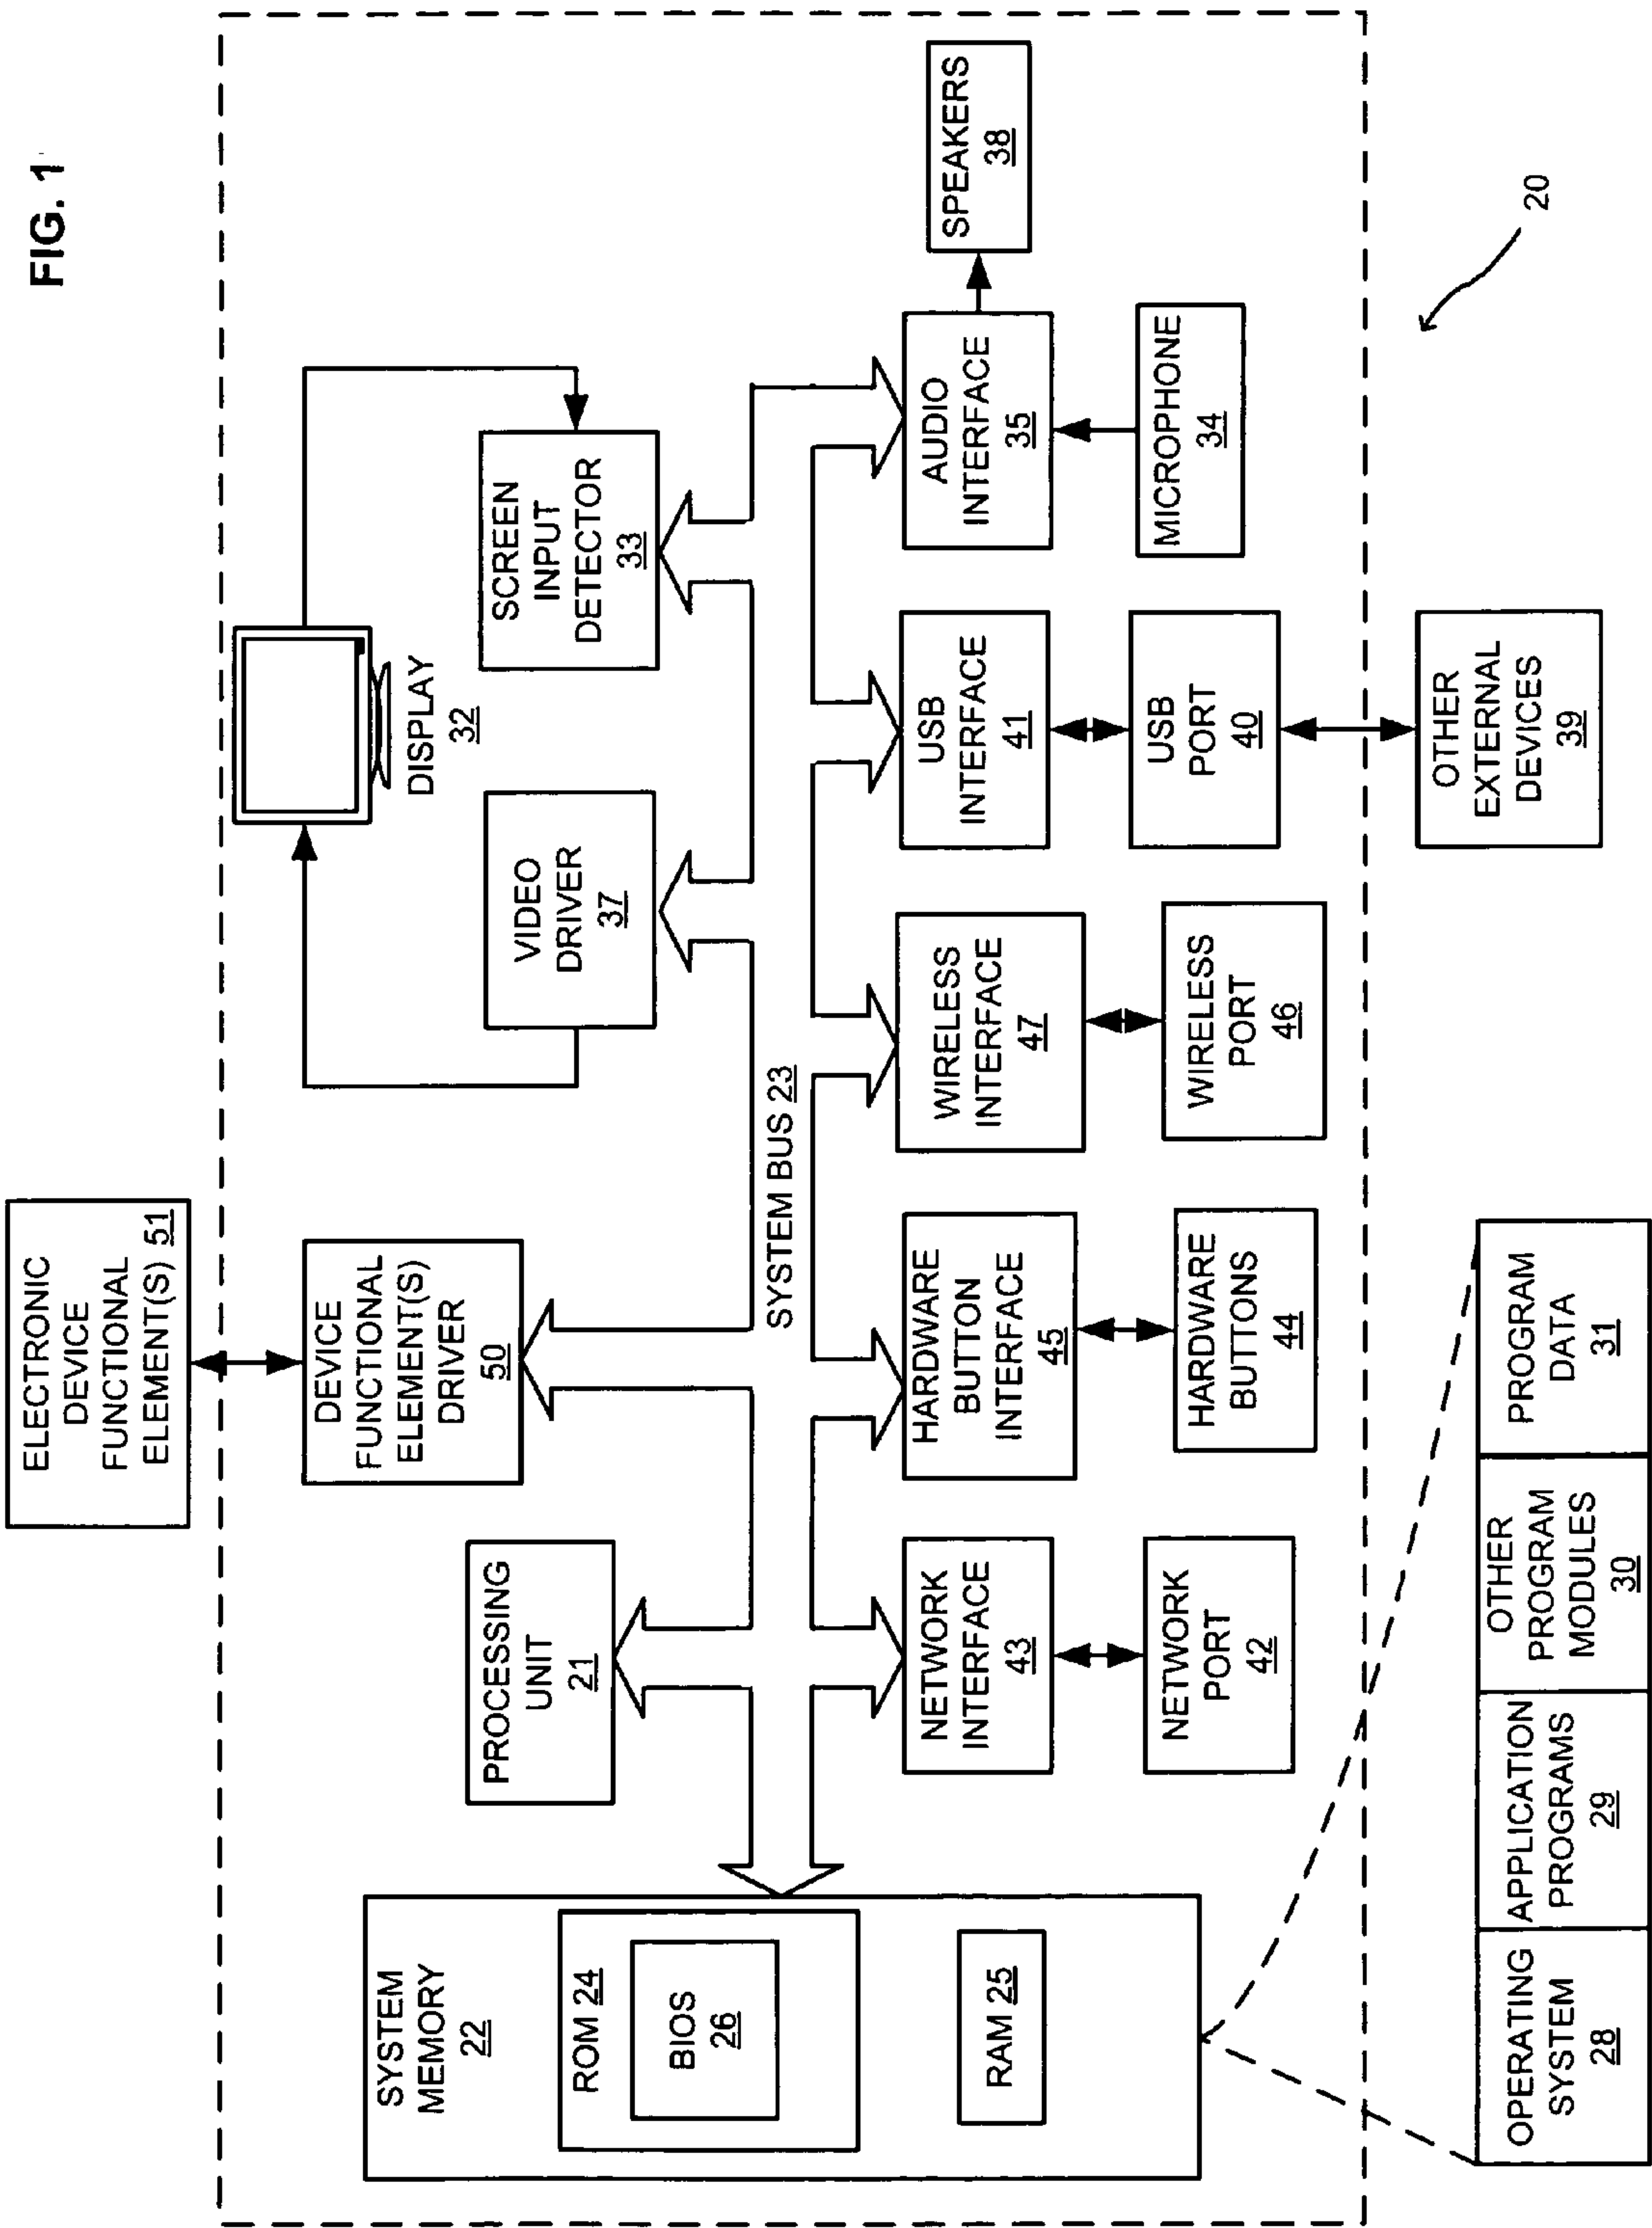 FIG. 1
ELECTRONIC
DEVICE
FUNCTIONAL
ELEMENT(S) 51
DISPLAY
32
DEVICE
FUNCTIONAL
ELEMENT(S)
DRIVER
50
SYSTEM
MEMORY
22
ROM 24
BIOS
26
RAM 25
PROCESSING
UNIT
21
VIDEO
DRIVER
37
SCREEN
INPUT
DETECTOR
33
SYSTEM BUS 23
NETWORK
INTERFACE
43
HARDWARE
BUTTON
INTERFACE
45
WIRELESS
INTERFACE
47
USB
INTERFACE
41
AUDIO
INTERFACE
35
SPEAKERS
38
NETWORK
PORT
42
HARDWARE
BUTTONS
44
WIRELESS
PORT
46
USB
PORT
40
MICROPHONE
34
20
OPERATING
SYSTEM
28
APPLICATION
PROGRAMS
29
OTHER
PROGRAM
MODULES
30
PROGRAM
DATA
31
OTHER
EXTERNAL
DEVICES
39